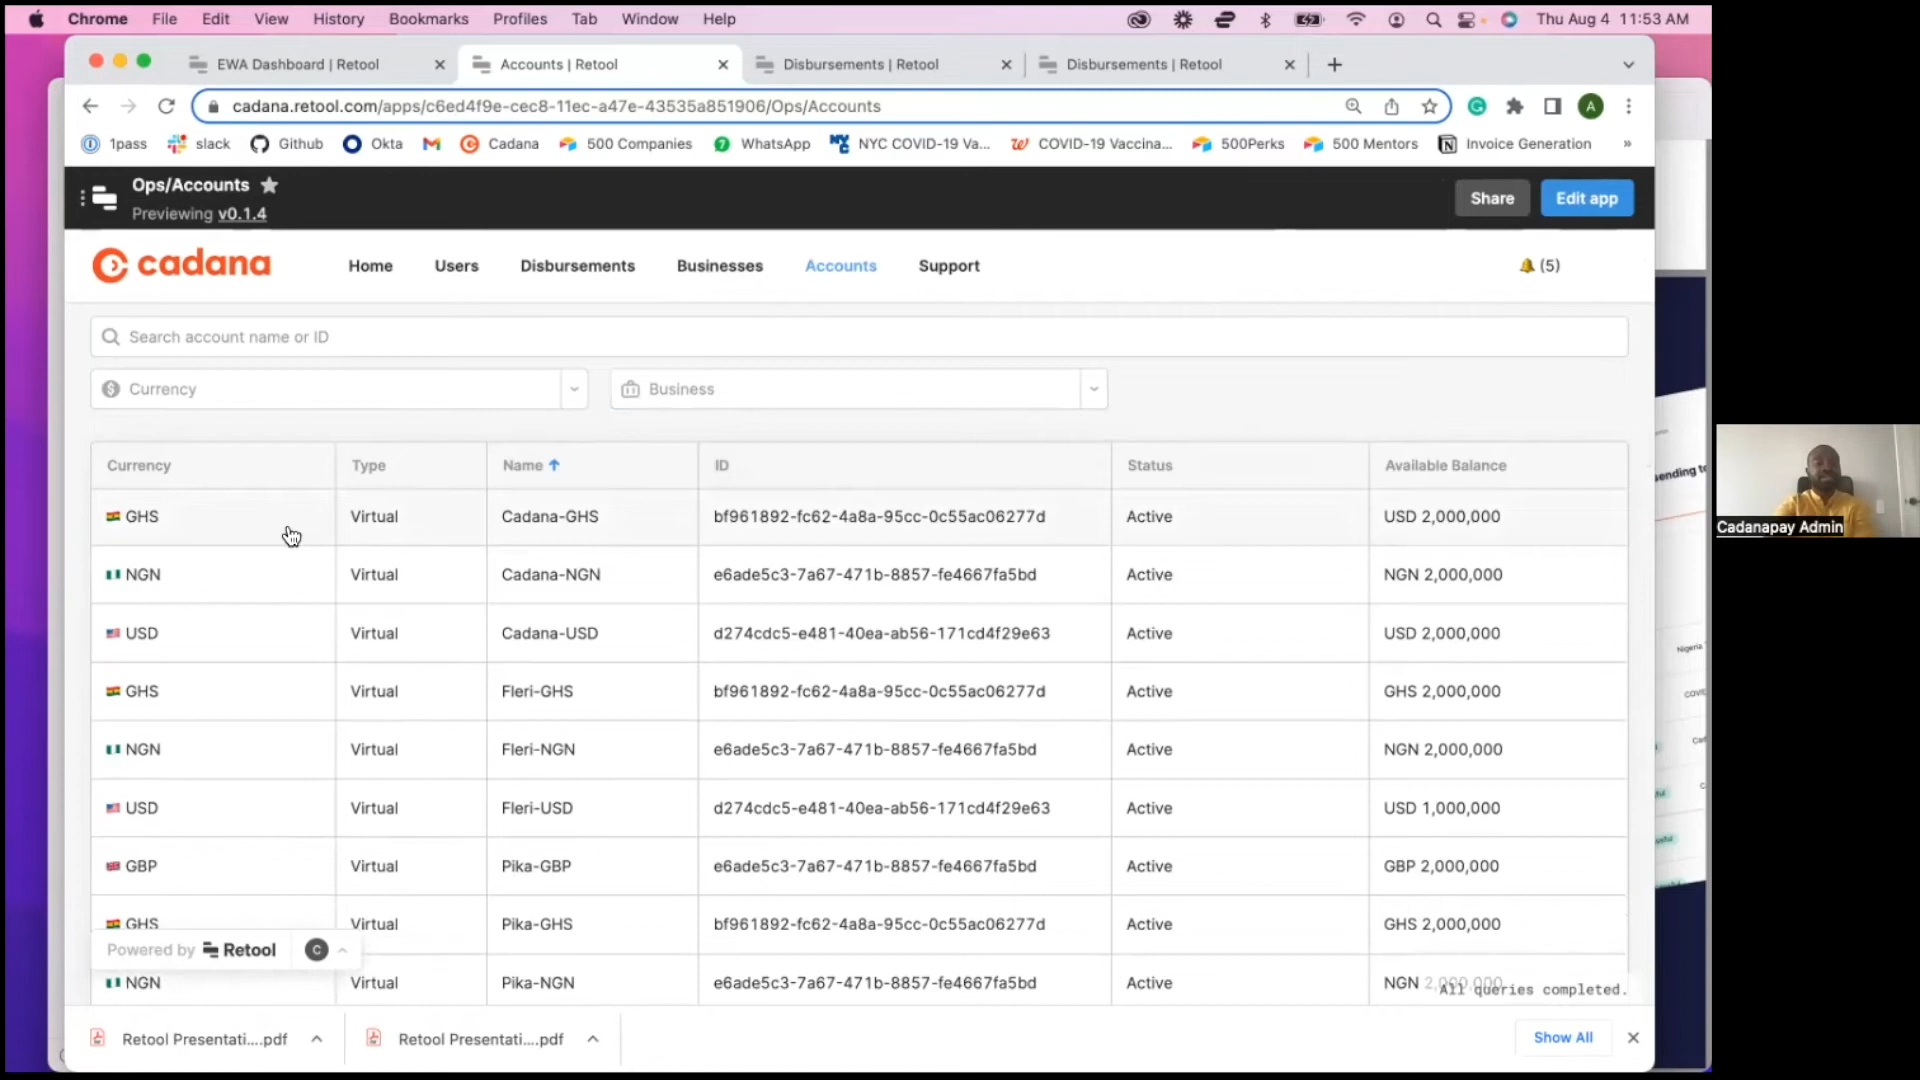 Chrome File Edit View History Bookmarks Profiles Tab Window Help Thu Aug 4 11:53 AM
EWA Dashboard | Retool Accounts | Retool Disbursements | Retool Disbursements | Retool
cadana.retool.com/apps/c6ed4f9e-cec8-11ec-a47e-43535a851906/Ops/Accounts A
1pass slack Github Okta Cadana 500 Companies 7 WhatsApp NYC COVID-19 Va... COVID-19 Vaccina... 500Perks 500 Mentors Invoice Generation »
Ops/Accounts
Previewing v0.1.4
Share Edit app
cadana Home Users Disbursements Businesses Accounts Support (5)
Search account name or ID
Currency Business
Currency Type Name ID Status Available Balance
GHS Virtual Cadana-GHS bf961892-fc62-4a8a-95cc-0c55ac06277d Active USD 2,000,000
NGN Virtual Cadana-NGN e6ade5c3-7a67-471b-8857-fe4667fa5bd Active NGN 2,000,000
USD Virtual Cadana-USD d274cdc5-e481-40ea-ab56-171cd4f29e63 Active USD 2,000,000
GHS Virtual Fleri-GHS bf961892-fc62-4a8a-95cc-0c55ac06277d Active GHS 2,000,000
NGN Virtual Fleri-NGN e6ade5c3-7a67-471b-8857-fe4667fa5bd Active NGN 2,000,000
USD Virtual Fleri-USD d274cdc5-e481-40ea-ab56-171cd4f29e63 Active USD 1,000,000
GBP Virtual Pika-GBP e6ade5c3-7a67-471b-8857-fe4667fa5bd Active GBP 2,000,000
GHS Virtual Pika-GHS bf961892-fc62-4a8a-95cc-0c55ac06277d Active GHS 2,000,000
Powered by Retool C
NGN Virtual Pika-NGN e6ade5c3-7a67-471b-8857-fe4667fa5bd Active NGN 2,000,000
All queries completed.
Retool Presentati....pdf Retool Presentati....pdf Show All
Cadanapay Admin
sending to
Nigeria